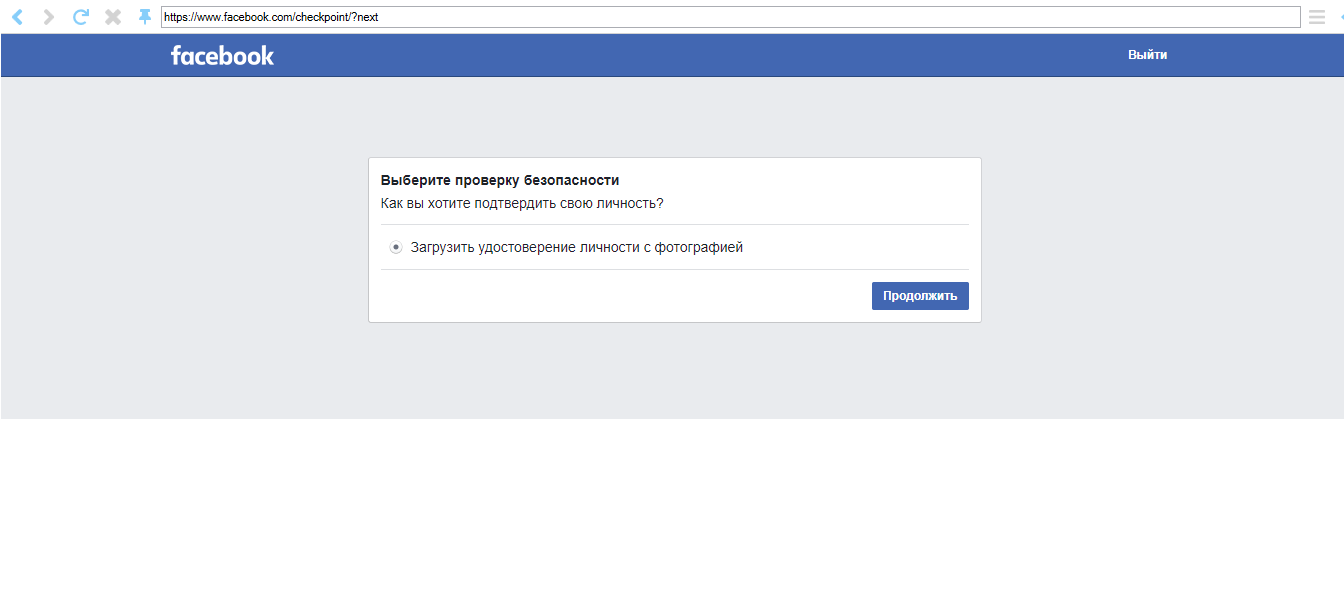 https://www.facebook.com/checkpoint/?next
facebook
Выйти
Выберите проверку безопасности
Как вы хотите подтвердить свою личность?
Загрузить удостоверение личности с фотографией
Продолжить